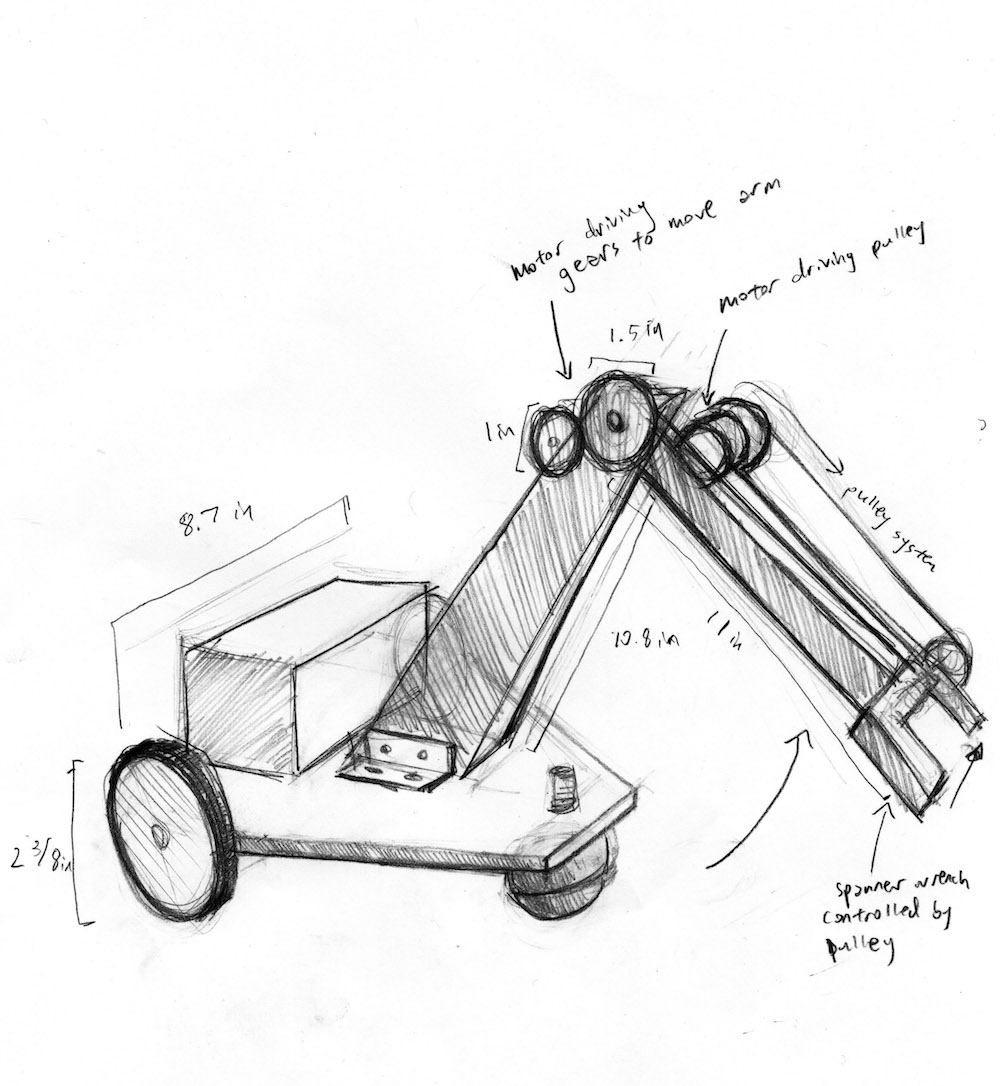 motor driving
gears to move arm
motor driving pulley
1.5 in
1 in
pulley system
8.7 in
10.8 in
11 in
2 3/8 in
spanner wrench
controlled by
pulley